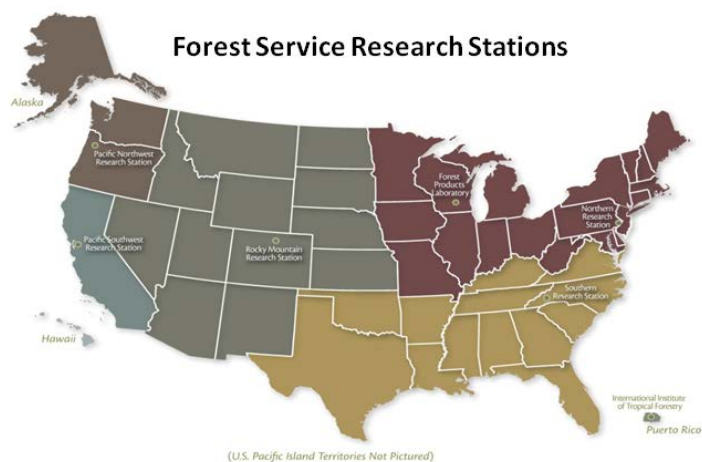 Forest Service Research Stations
Alaska
Pacific Northwest
Research Station
Forest
Products
Laboratory
Northern
Research
Station
Pacific Southwest
Research Station
Rocky Mountain
Research Station
Southern
Research Station
Hawaii
International Institute
of Tropical Forestry
Puerto Rico
(U.S. Pacific Island Territories Not Pictured)